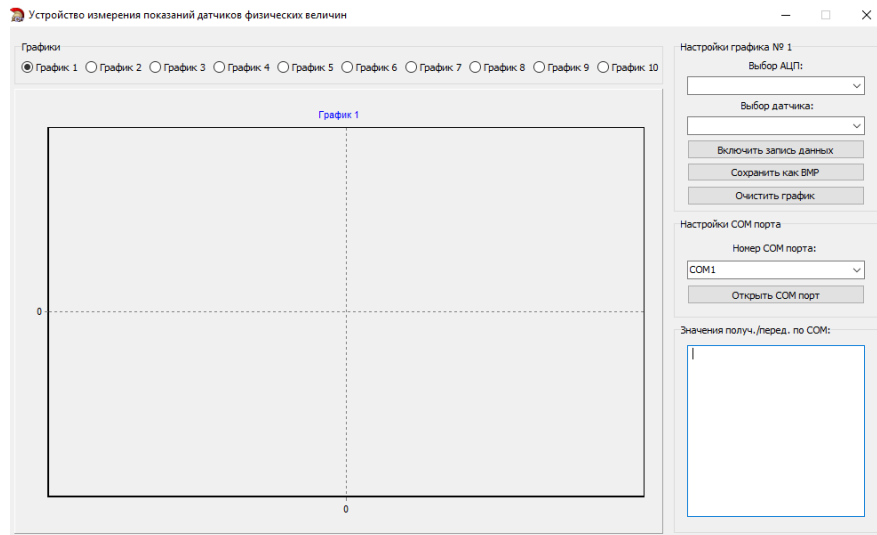 Устройство измерения показаний датчиков физических величин
Графики
График 1 График 2 График 3 График 4 График 5 График 6 График 7 График 8 График 9 График 10
График 1
0
0
Настройки графика № 1
Выбор АЦП:
Выбор датчика:
Включить запись данных
Сохранить как BMP
Очистить график
Настройки COM порта
Номер COM порта:
COM1
Открыть COM порт
Значения получ./перед. по COM: